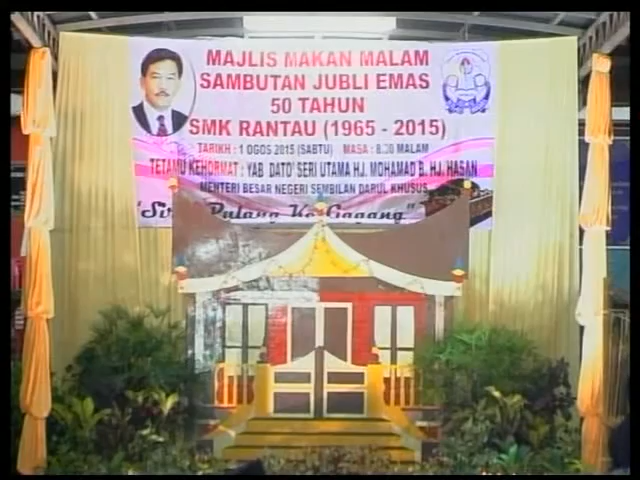 MAJLIS MAKAN MALAM
SAMBUTAN JUBLI EMAS
50 TAHUN
SMK RANTAU (1965 - 2015)
TARIKH : 1 OGOS 2015 (SABTU) MASA : 8.30 MALAM
TETAMU KEHORMAT : YAB DATO' SERI UTAMA HJ. MOHAMAD B. HJ. HASAN
MENTERI BESAR NEGERI SEMBILAN DARUL KHUSUS
Pulang Ke Gagang"